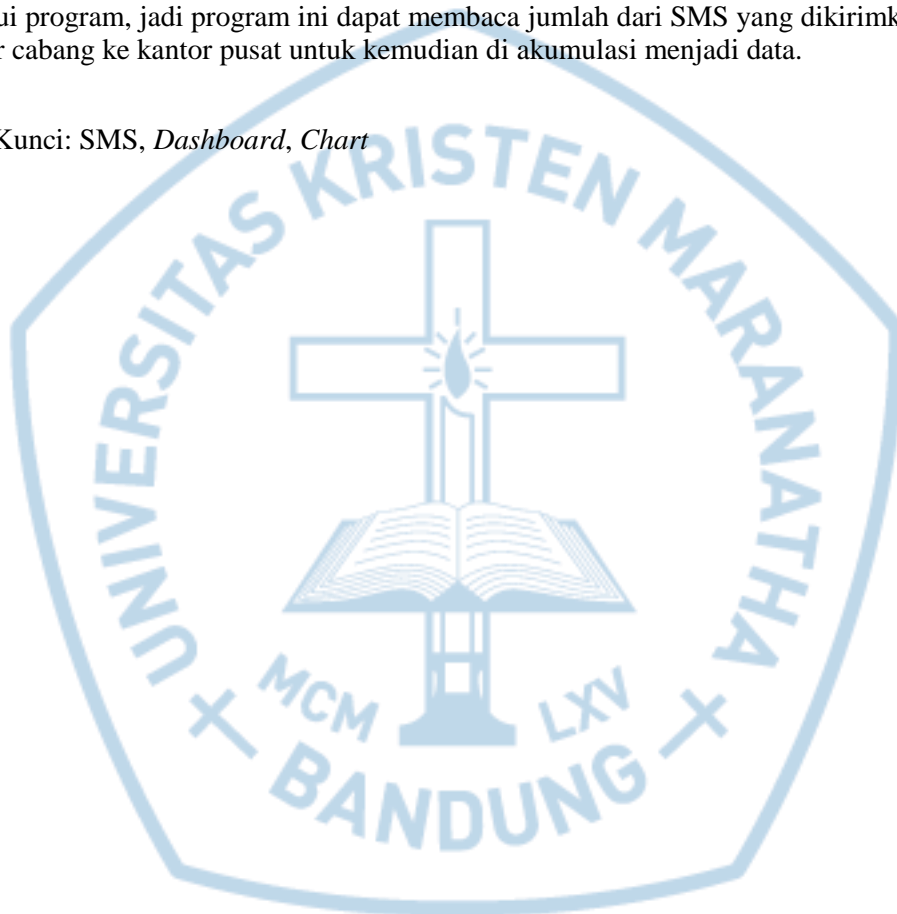 ui program, jadi program ini dapat membaca jumlah dari SMS yang dikirimk
r cabang ke kantor pusat untuk kemudian di akumulasi menjadi data.
Kunci: SMS, Dashboard, Chart
UNIVERSITAS KRISTEN MARANATHA
MCM LXV
BANDUNG